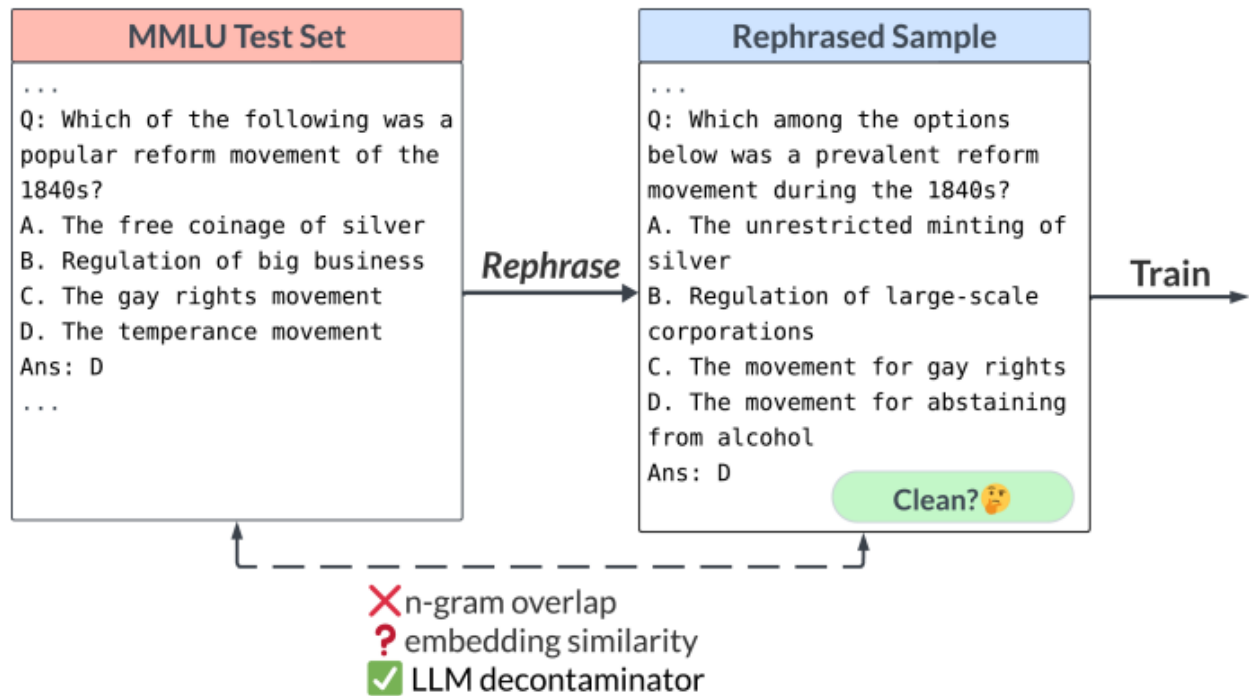 MMLU Test Set
...
Q: Which of the following was a
popular reform movement of the
1840s?
A. The free coinage of silver
B. Regulation of big business
C. The gay rights movement
D. The temperance movement
Ans: D
...
Rephrase
Rephrased Sample
...
Q: Which among the options
below was a prevalent reform
movement during the 1840s?
A. The unrestricted minting of
silver
B. Regulation of large-scale
corporations
C. The movement for gay rights
D. The movement for abstaining
from alcohol
Ans: D
Clean?🤔
Train
❌ n-gram overlap
❓ embedding similarity
✅ LLM decontaminator